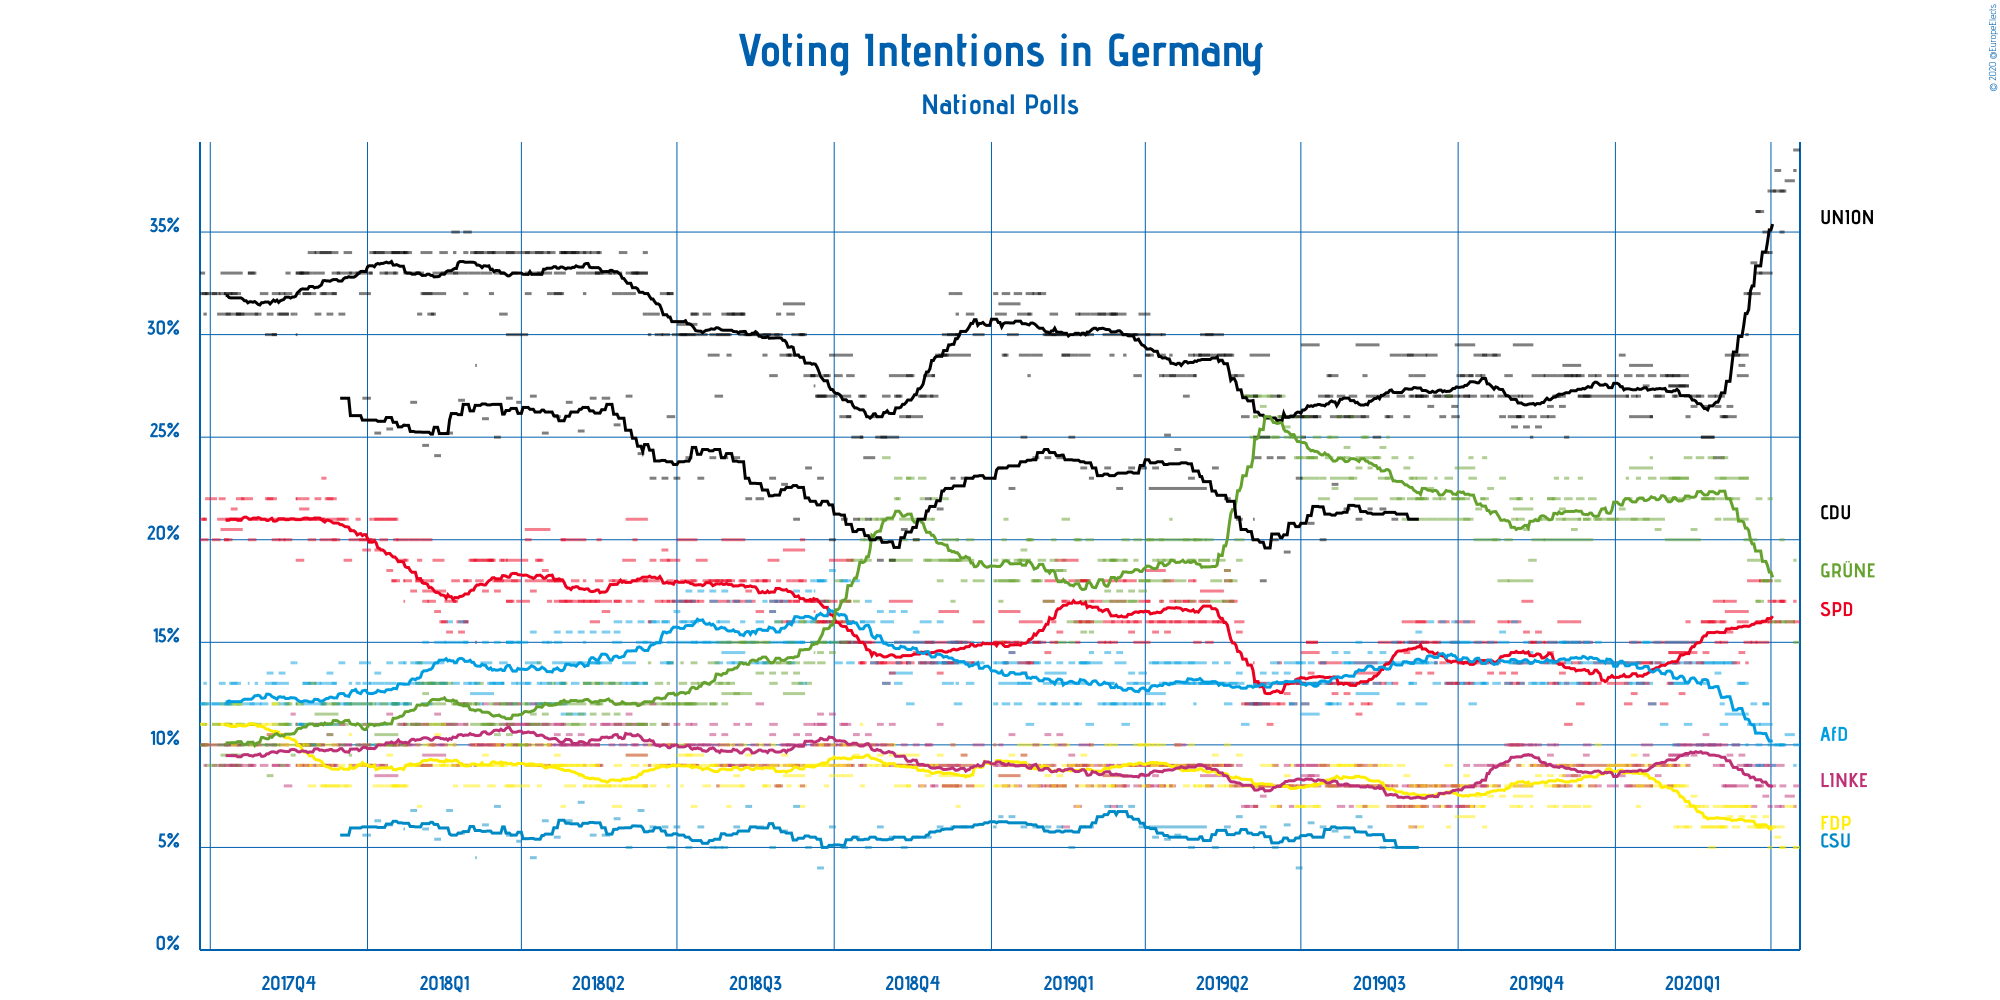 Voting Intentions in Germany
National Polls
© 2020 @EuropeElects
35%
30%
25%
20%
15%
10%
5%
0%
UNION
CDU
GRÜNE
SPD
AfD
LINKE
FDP
CSU
2017Q4 2018Q1 2018Q2 2018Q3 2018Q4 2019Q1 2019Q2 2019Q3 2019Q4 2020Q1